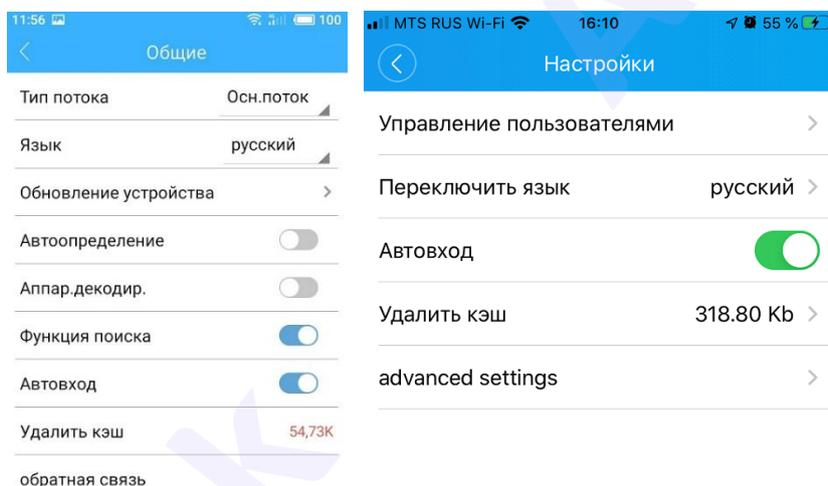 11:56 100
Общие
Тип потока Осн.поток
Язык русский
Обновление устройства
Автоопределение
Аппар.декодир.
Функция поиска
Автовход
Удалить кэш 54,73K
обратная связь
MTS RUS Wi-Fi 16:10 55 %
Настройки
Управление пользователями
Переключить язык русский
Автовход
Удалить кэш 318.80 Kb
advanced settings